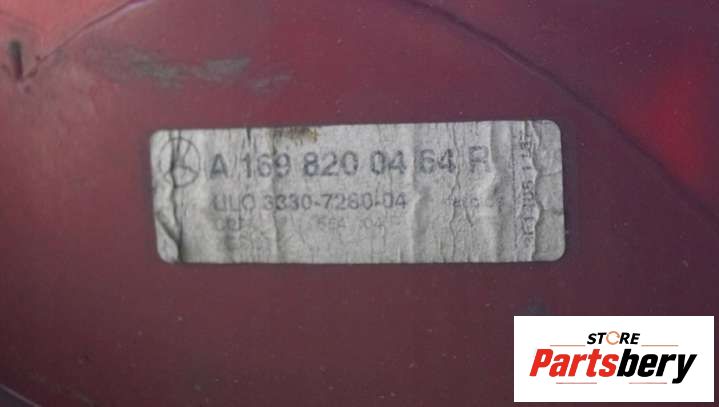 A 169 820 04 64 R
ULO 3330-7260-04
STORE
Partsbery